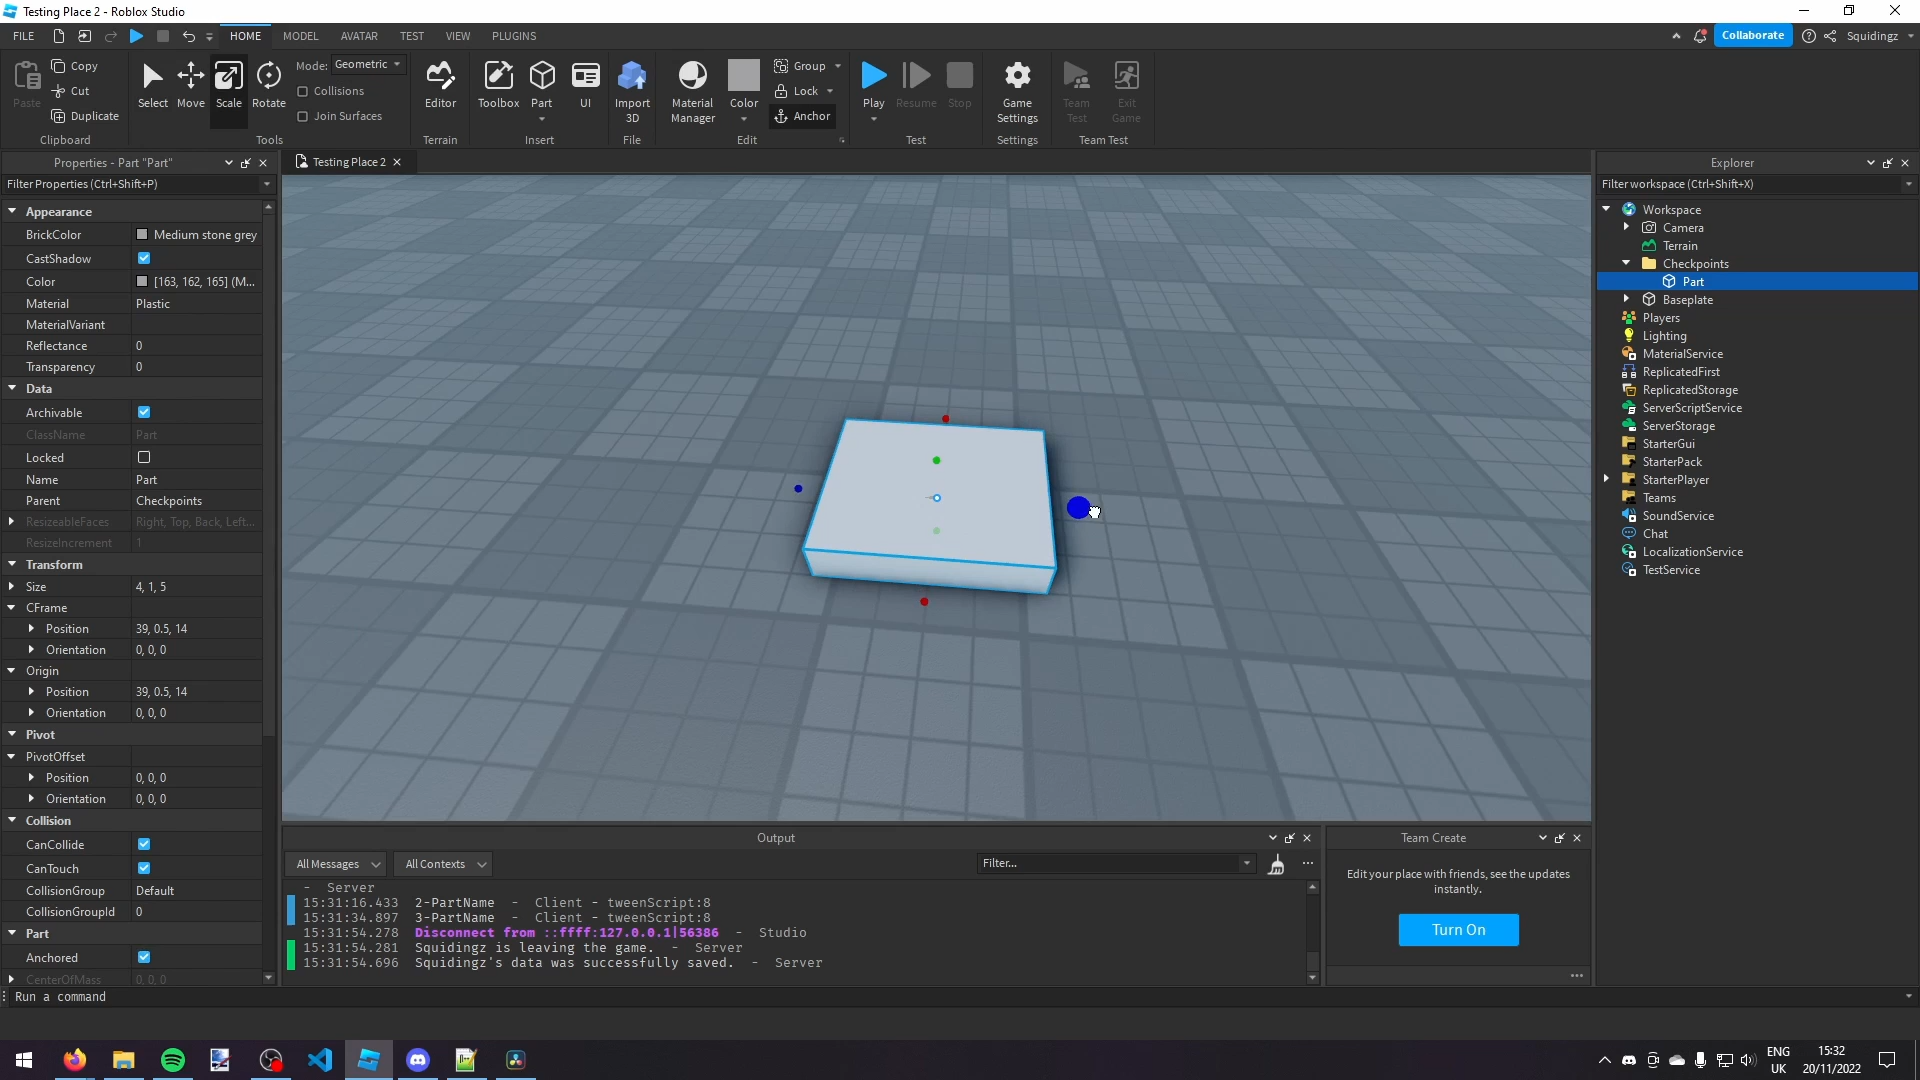 Testing Place 2 - Roblox Studio
FILE HOME MODEL AVATAR TEST VIEW PLUGINS Collaborate Squidingz
Paste Copy Cut Duplicate Clipboard
Select Move Scale Rotate Mode: Geometric Collisions Join Surfaces Tools
Editor Terrain
Toolbox Part UI Insert
Import 3D File
Material Manager Color Group Lock Anchor Edit
Play Resume Stop Test
Game Settings Settings
Team Test Exit Game Team Test
Properties - Part "Part"
Filter Properties (Ctrl+Shift+P)
Appearance
BrickColor Medium stone grey
CastShadow
Color [163, 162, 165] (M...
Material Plastic
MaterialVariant
Reflectance 0
Transparency 0
Data
Archivable
ClassName Part
Locked
Name Part
Parent Checkpoints
ResizeableFaces Right, Top, Back, Left...
ResizeIncrement 1
Transform
Size 4, 1, 5
CFrame
Position 39, 0.5, 14
Orientation 0, 0, 0
Origin
Position 39, 0.5, 14
Orientation 0, 0, 0
Pivot
PivotOffset
Position 0, 0, 0
Orientation 0, 0, 0
Collision
CanCollide
CanTouch
CollisionGroup Default
CollisionGroupId 0
Part
Anchored
CenterOfMass 0, 0, 0
Testing Place 2
Output
All Messages All Contexts Filter...
- Server
15:31:16.433 2-PartName - Client - tweenScript:8
15:31:34.897 3-PartName - Client - tweenScript:8
15:31:54.278 Disconnect from ::ffff:127.0.0.1|56386 - Studio
15:31:54.281 Squidingz is leaving the game. - Server
15:31:54.696 Squidingz's data was successfully saved. - Server
Team Create
Edit your place with friends, see the updates
instantly.
Turn On
Explorer
Filter workspace (Ctrl+Shift+X)
Workspace
Camera
Terrain
Checkpoints
Part
Baseplate
Players
Lighting
MaterialService
ReplicatedFirst
ReplicatedStorage
ServerScriptService
ServerStorage
StarterGui
StarterPack
StarterPlayer
Teams
SoundService
Chat
LocalizationService
TestService
Run a command
ENG
UK
15:32
20/11/2022